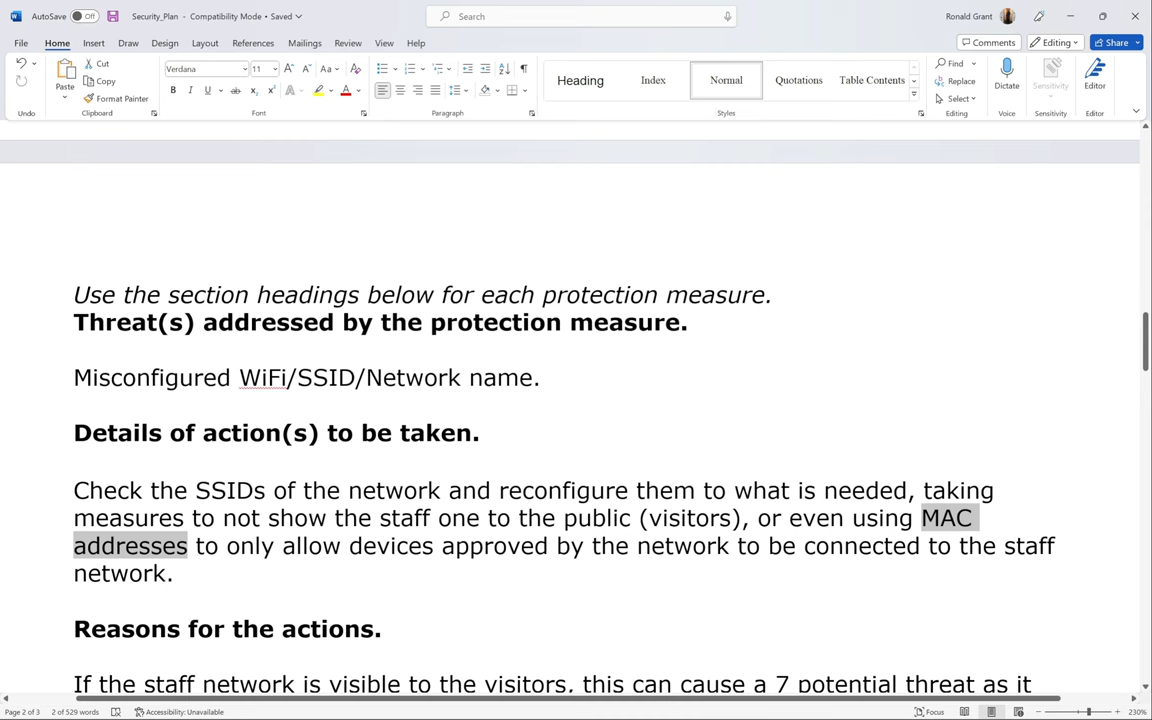 AutoSave Off Security_Plan - Compatibility Mode • Saved Search Ronald Grant
File Home Insert Draw Design Layout References Mailings Review View Help Comments Editing Share
Paste Cut Copy Format Painter
Verdana 11 Aa
B I U ab x₂ x² A A
Heading Index Normal Quotations Table Contents
Find Replace Select Dictate Sensitivity Editor
Undo Clipboard Font Paragraph Styles Editing Voice Sensitivity Editor
Use the section headings below for each protection measure.
Threat(s) addressed by the protection measure.
Misconfigured WiFi/SSID/Network name.
Details of action(s) to be taken.
Check the SSIDs of the network and reconfigure them to what is needed, taking
measures to not show the staff one to the public (visitors), or even using MAC
addresses to only allow devices approved by the network to be connected to the staff
network.
Reasons for the actions.
If the staff network is visible to the visitors, this can cause a 7 potential threat as it
Page 2 of 3 2 of 529 words Accessibility: Unavailable Focus 230%